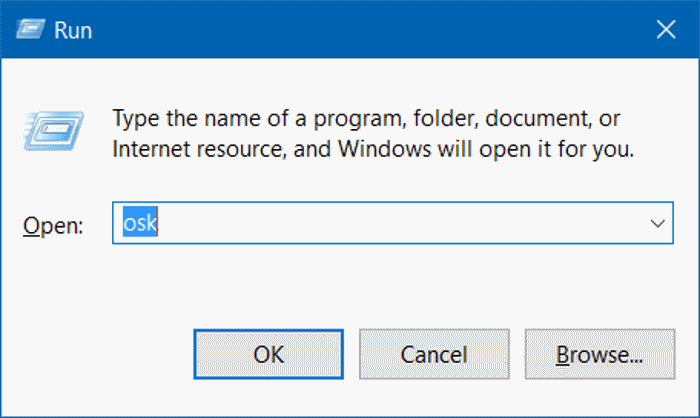 Run
Type the name of a program, folder, document, or
Internet resource, and Windows will open it for you.
Open: osk
OK Cancel Browse...